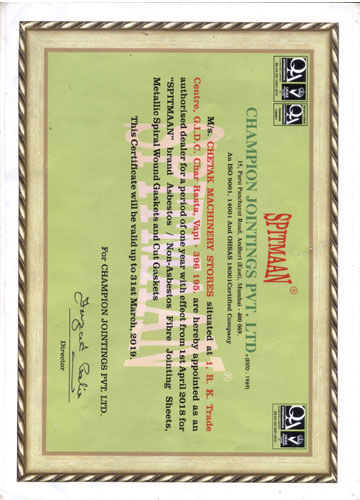 SPITMAAN®
CHAMPION JOINTINGS PVT. LTD. (ESTD : 1969)
15, Parsi Panchayat Road, Andheri (East), Mumbai - 400 069.
An ISO 9001, 14001 And OHSAS 18001 Certified Company
M/s. CHETAK MACHINERY STORES situated at 1, R. K. Trade
Centre, G.I.D.C. Char Rasta, Vapi - 396 195 are hereby appointed as an
authorised dealer for a period of one year with effect from 1st April 2018 for
"SPITMAAN" brand Asbestos / Non-Asbestos Fibre Jointing Sheets,
Metallic Spiral Wound Gaskets and Cut Gaskets
This Certificate will be valid up to 31st March, 2019.
For CHAMPION JOINTINGS PVT. LTD.
Director